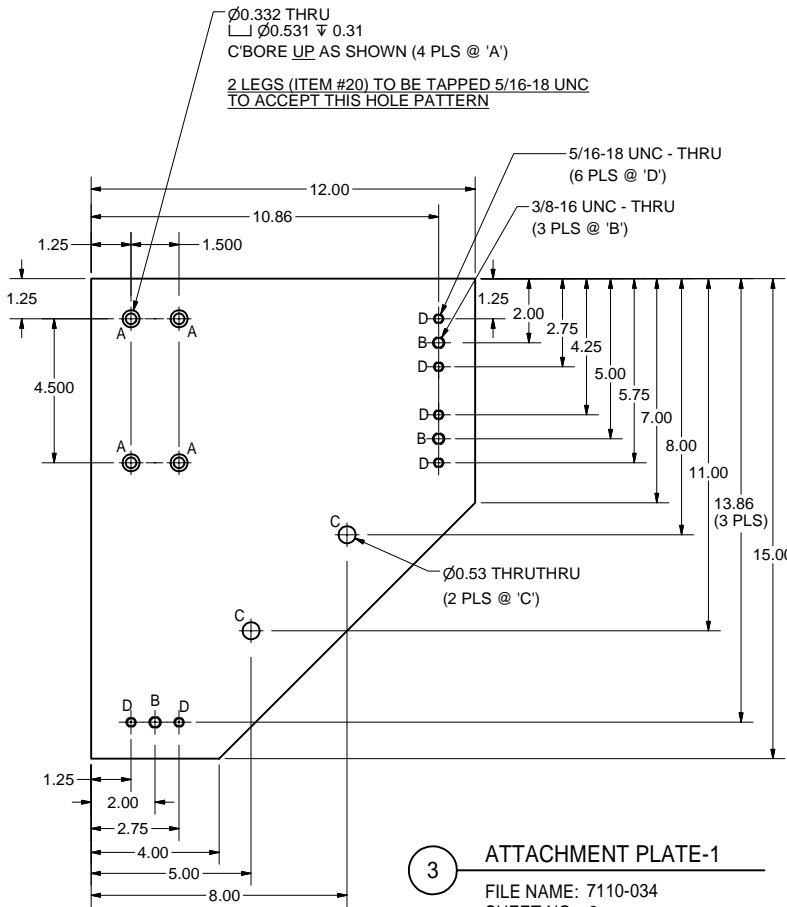 Ø0.332 THRU
⌴ Ø0.531 ↧ 0.31
C'BORE UP AS SHOWN (4 PLS @ 'A')
2 LEGS (ITEM #20) TO BE TAPPED 5/16-18 UNC
TO ACCEPT THIS HOLE PATTERN
5/16-18 UNC - THRU
(6 PLS @ 'D')
3/8-16 UNC - THRU
(3 PLS @ 'B')
12.00
10.86
1.25
1.500
1.25
1.25
2.00
2.75
4.25
5.00
5.75
7.00
8.00
11.00
13.86
(3 PLS)
15.00
4.500
A
A
A
A
D
B
D
D
B
D
C
Ø0.53 THRUTHRU
(2 PLS @ 'C')
C
D
B
D
1.25
2.00
2.75
4.00
5.00
8.00
3
ATTACHMENT PLATE-1
FILE NAME: 7110-034